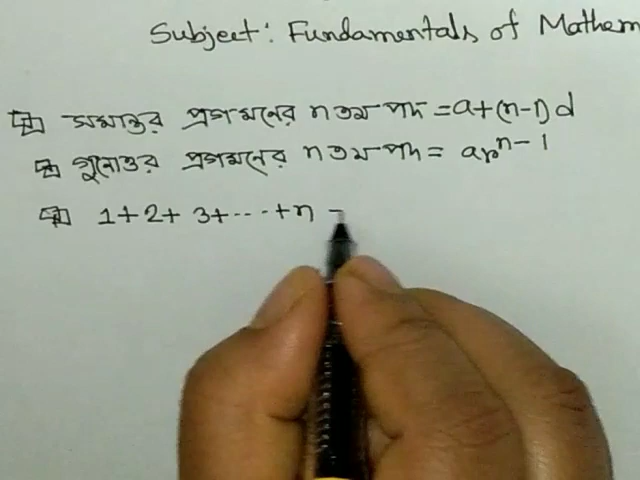 Subject: Fundamentals of Mathem
সমান্তর প্রগমনের n তম পদ = a+(n-1)d
গুনোত্তর প্রগমনের n তম পদ = arⁿ⁻¹
1+2+ 3+----+n -